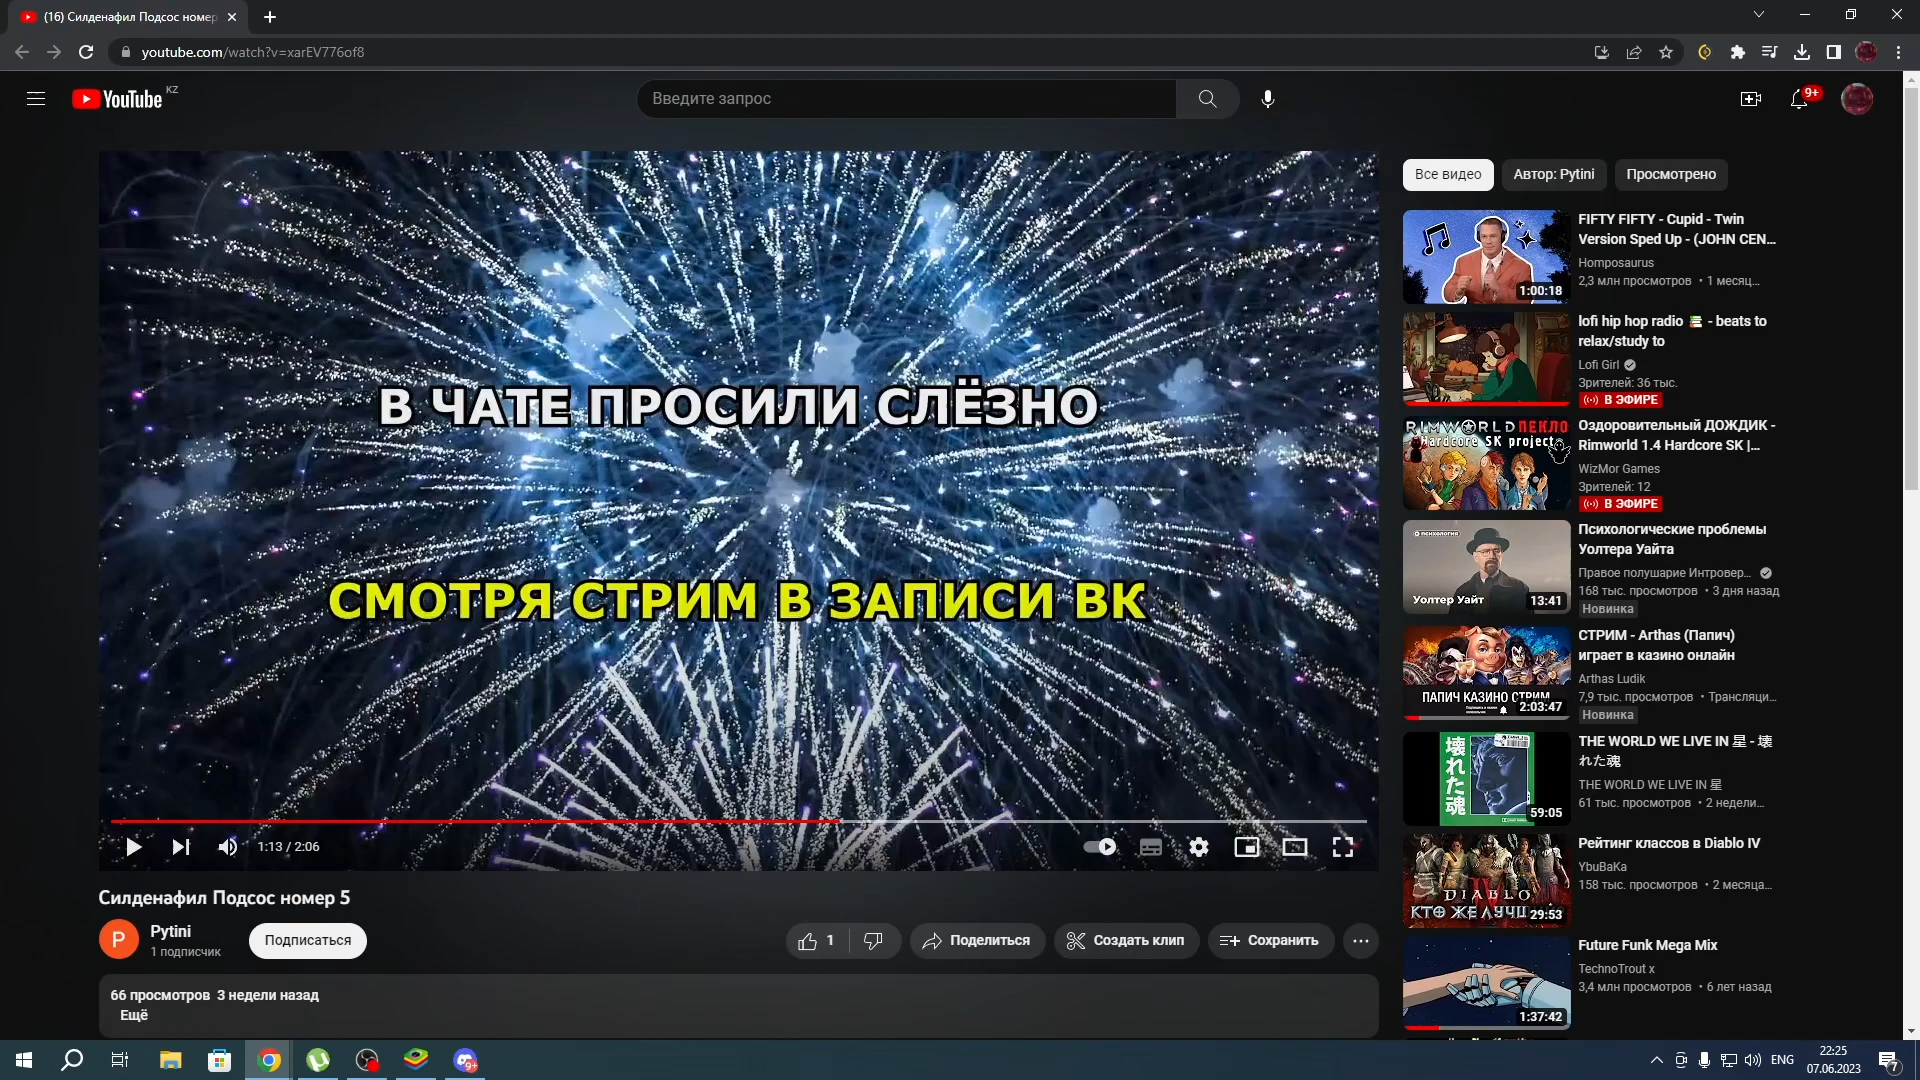 (16) Силденафил Подсос номер
youtube.com/watch?v=xarEV776of8
YouTube KZ
Введите запрос
9+
В ЧАТЕ ПРОСИЛИ СЛЁЗНО
СМОТРЯ СТРИМ В ЗАПИСИ ВК
1:13 / 2:06
Силденафил Подсос номер 5
P
Pytini
1 подписчик
Подписаться
1
Поделиться
Создать клип
Сохранить
66 просмотров 3 недели назад
Ещё
Все видео
Автор: Pytini
Просмотрено
1:00:18
FIFTY FIFTY - Cupid - Twin
Version Sped Up - (JOHN CEN...
Homposaurus
2,3 млн просмотров • 1 месяц...
lofi hip hop radio 📚 - beats to
relax/study to
Lofi Girl
Зрителей: 36 тыс.
В ЭФИРЕ
RIMWORLD ПЕКЛО
Hardcore SK project
Оздоровительный ДОЖДИК -
Rimworld 1.4 Hardcore SK |...
WizMor Games
Зрителей: 12
В ЭФИРЕ
психология
Уолтер Уайт
13:41
Психологические проблемы
Уолтера Уайта
Правое полушарие Интровер...
168 тыс. просмотров • 3 дня назад
Новинка
ПАПИЧ КАЗИНО СТРИМ
2:03:47
СТРИМ - Arthas (Папич)
играет в казино онлайн
Arthas Ludik
7,9 тыс. просмотров • Трансляци...
Новинка
壊れた魂
59:05
THE WORLD WE LIVE IN 星 - 壊
れた魂
THE WORLD WE LIVE IN 星
61 тыс. просмотров • 2 недели...
DIABLO
КТО ЖЕ ЛУЧШ
29:53
Рейтинг классов в Diablo IV
YbuBaKa
158 тыс. просмотров • 2 месяца...
1:37:42
Future Funk Mega Mix
TechnoTrout x
3,4 млн просмотров • 6 лет назад
9+
ENG
22:25
07.06.2023
7